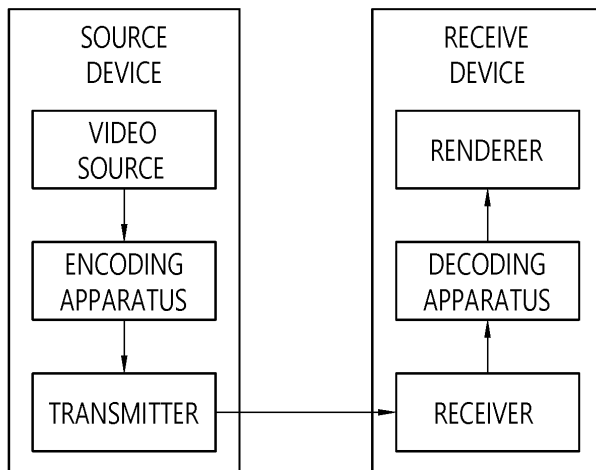 SOURCE
DEVICE
VIDEO
SOURCE
ENCODING
APPARATUS
TRANSMITTER
RECEIVE
DEVICE
RENDERER
DECODING
APPARATUS
RECEIVER